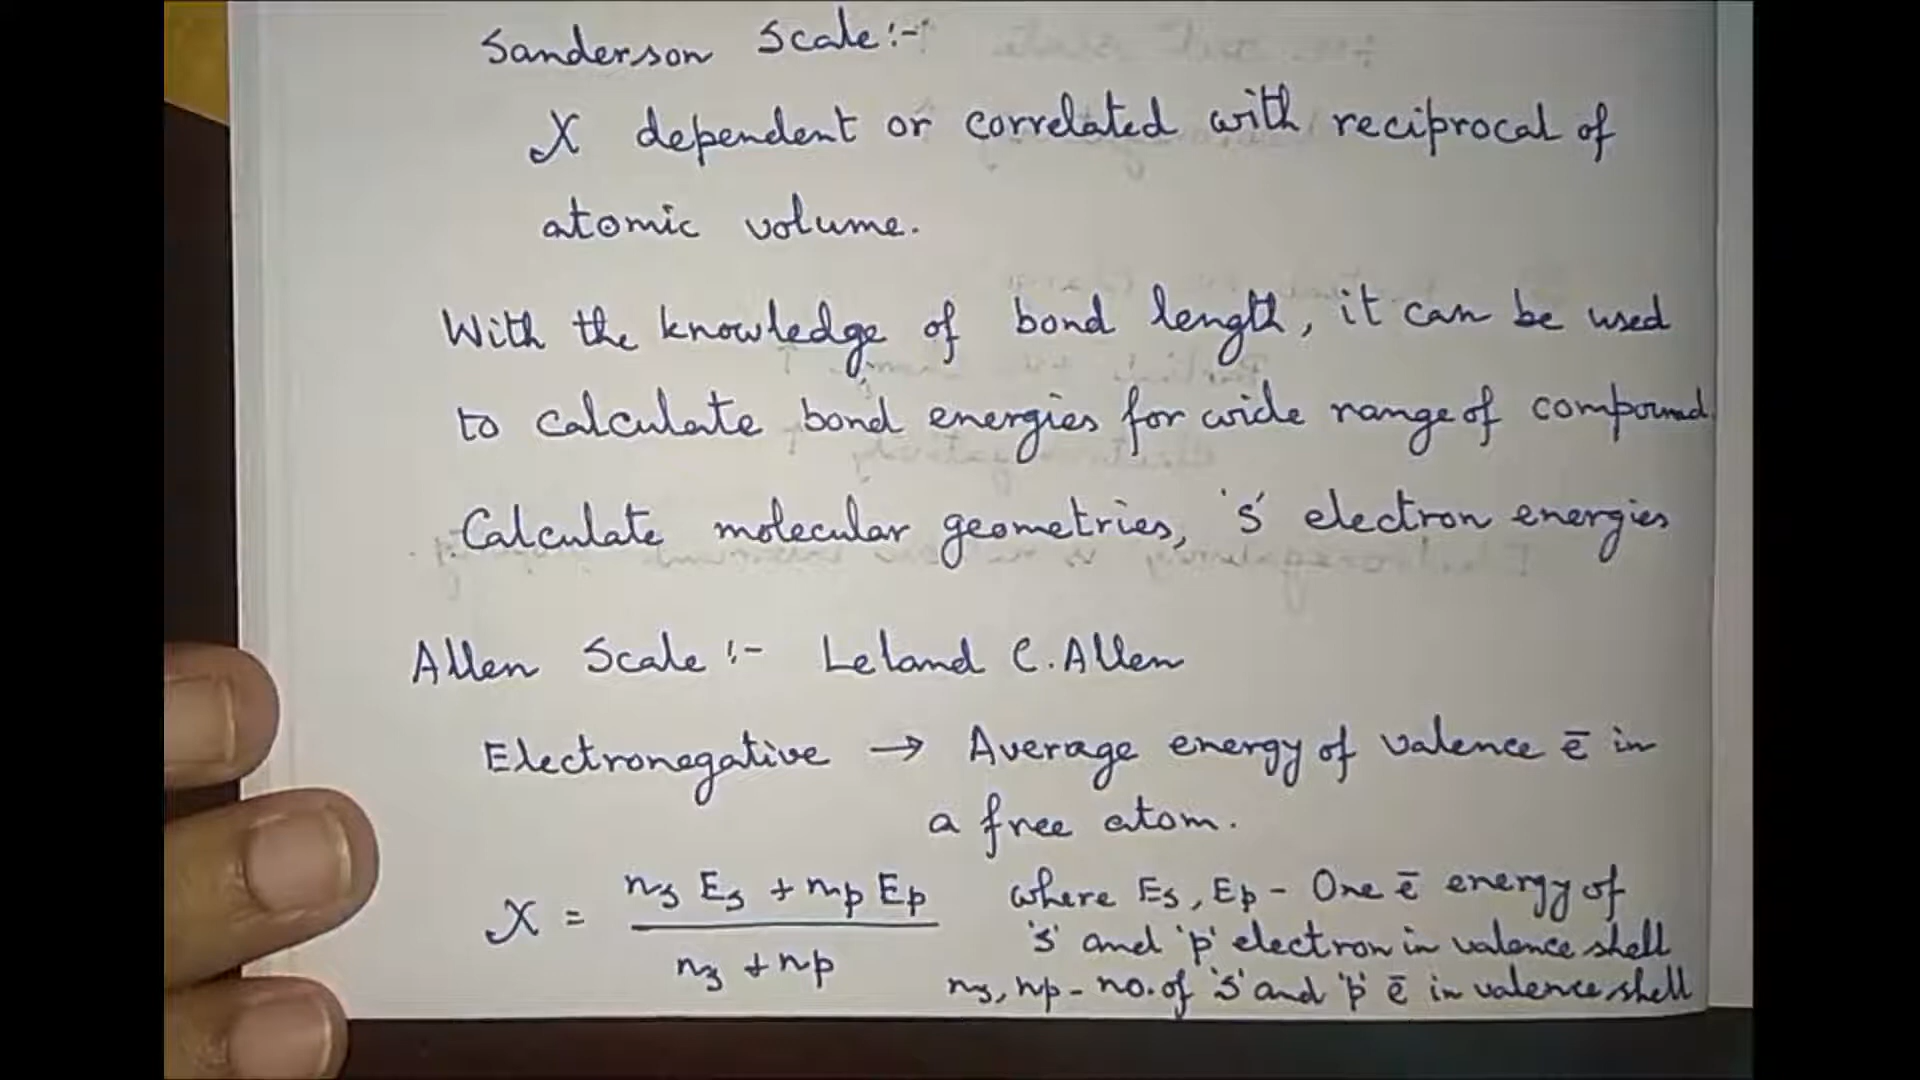 Sanderson Scale:-
X dependent or correlated with reciprocal of
atomic volume.
With the knowledge of bond length, it can be used
to calculate bond energies for wide range of compound
Calculate molecular geometries, 's' electron energies
Allen Scale:- Leland C. Allen
Electronegative → Average energy of valence ē in
a free atom.
X = (ns Es + np Ep) / (ns + np)
where Es, Ep - One ē energy of
's' and 'p' electron in valence shell
ns, np - no. of 's' and 'p' ē in valence shell